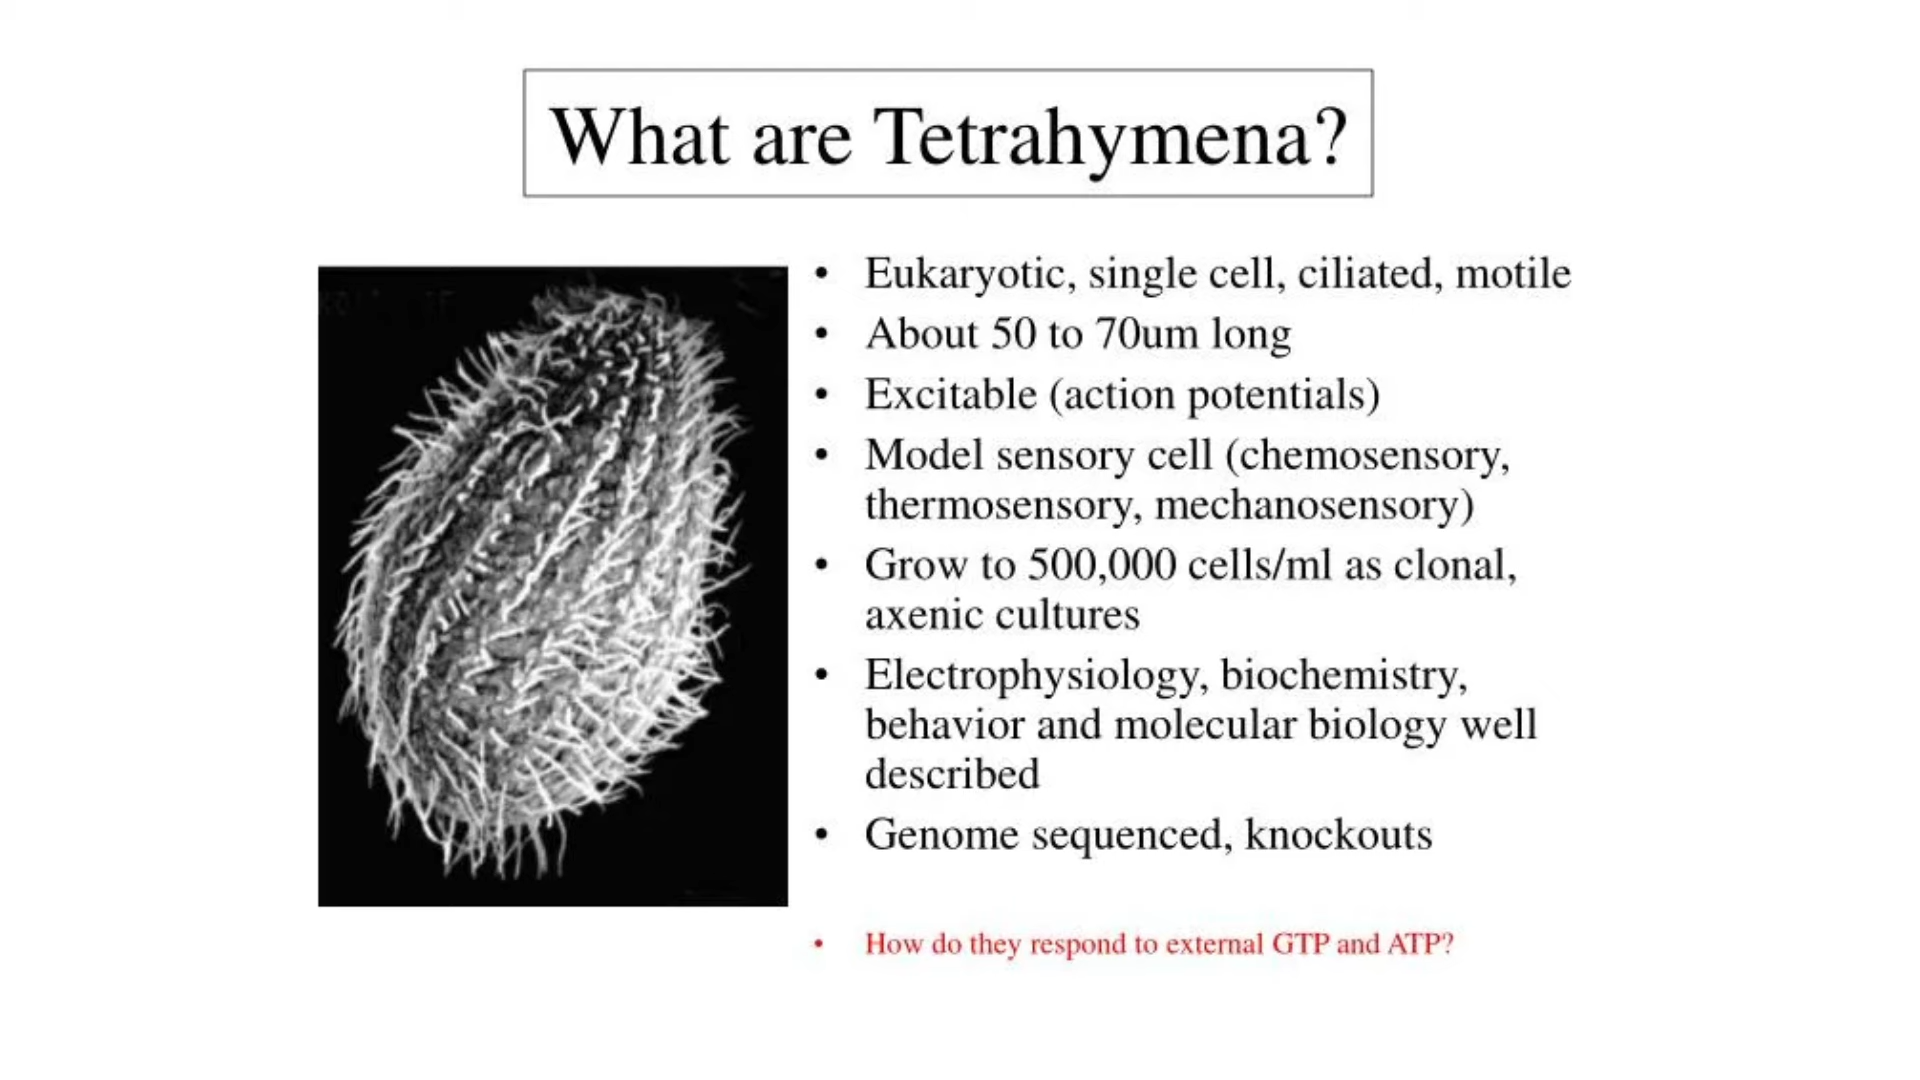 What are Tetrahymena?
• Eukaryotic, single cell, ciliated, motile
• About 50 to 70um long
• Excitable (action potentials)
• Model sensory cell (chemosensory,
thermosensory, mechanosensory)
• Grow to 500,000 cells/ml as clonal,
axenic cultures
• Electrophysiology, biochemistry,
behavior and molecular biology well
described
• Genome sequenced, knockouts
• How do they respond to external GTP and ATP?